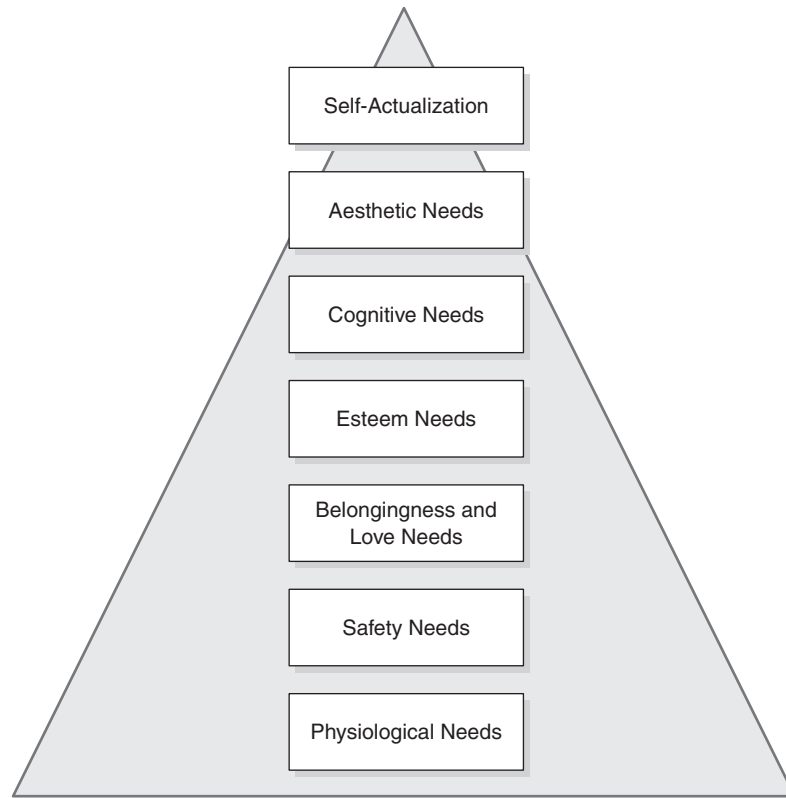 Self-Actualization
Aesthetic Needs
Cognitive Needs
Esteem Needs
Belongingness and
Love Needs
Safety Needs
Physiological Needs